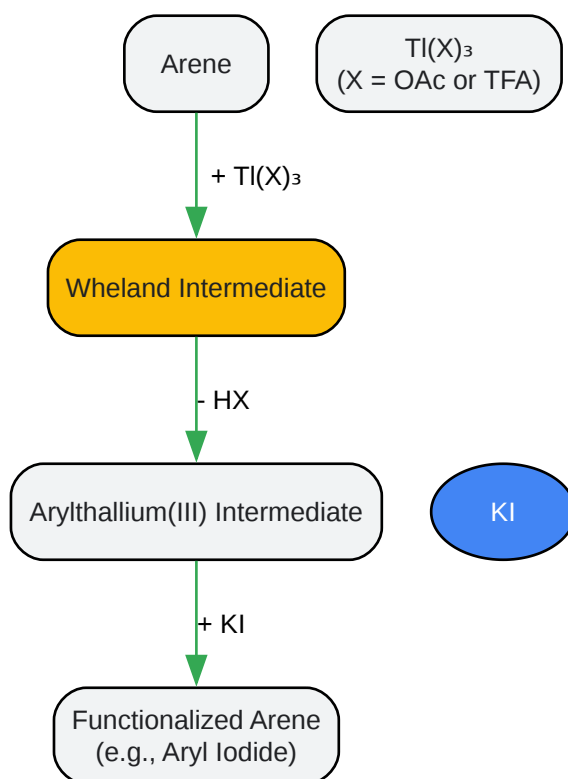 Arene
Tl(X)₃
(X = OAc or TFA)
+ Tl(X)₃
Wheland Intermediate
- HX
Arylthallium(III) Intermediate
KI
+ KI
Functionalized Arene
(e.g., Aryl Iodide)